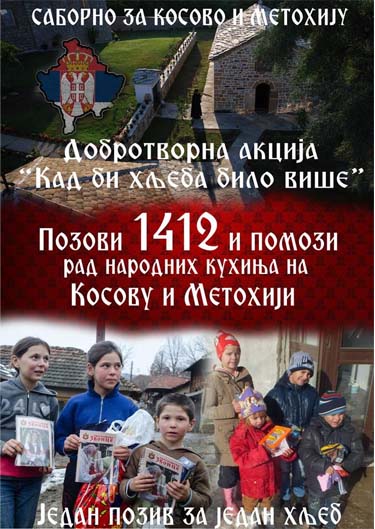 САБОРНО ЗА КОСОВО И МЕТОХИЈУ
ДОБРОТВОРНА АКЦИЈА
"КАД БИ ХЉЕБА БИЛО ВИШЕ"
ПОЗОВИ 1412 И ПОМОЗИ
РАД НАРОДНИХ КУХИЊА НА
КОСОВУ И МЕТОХИЈИ
ЈЕДАН ПОЗИВ ЗА ЈЕДАН ХЉЕБ